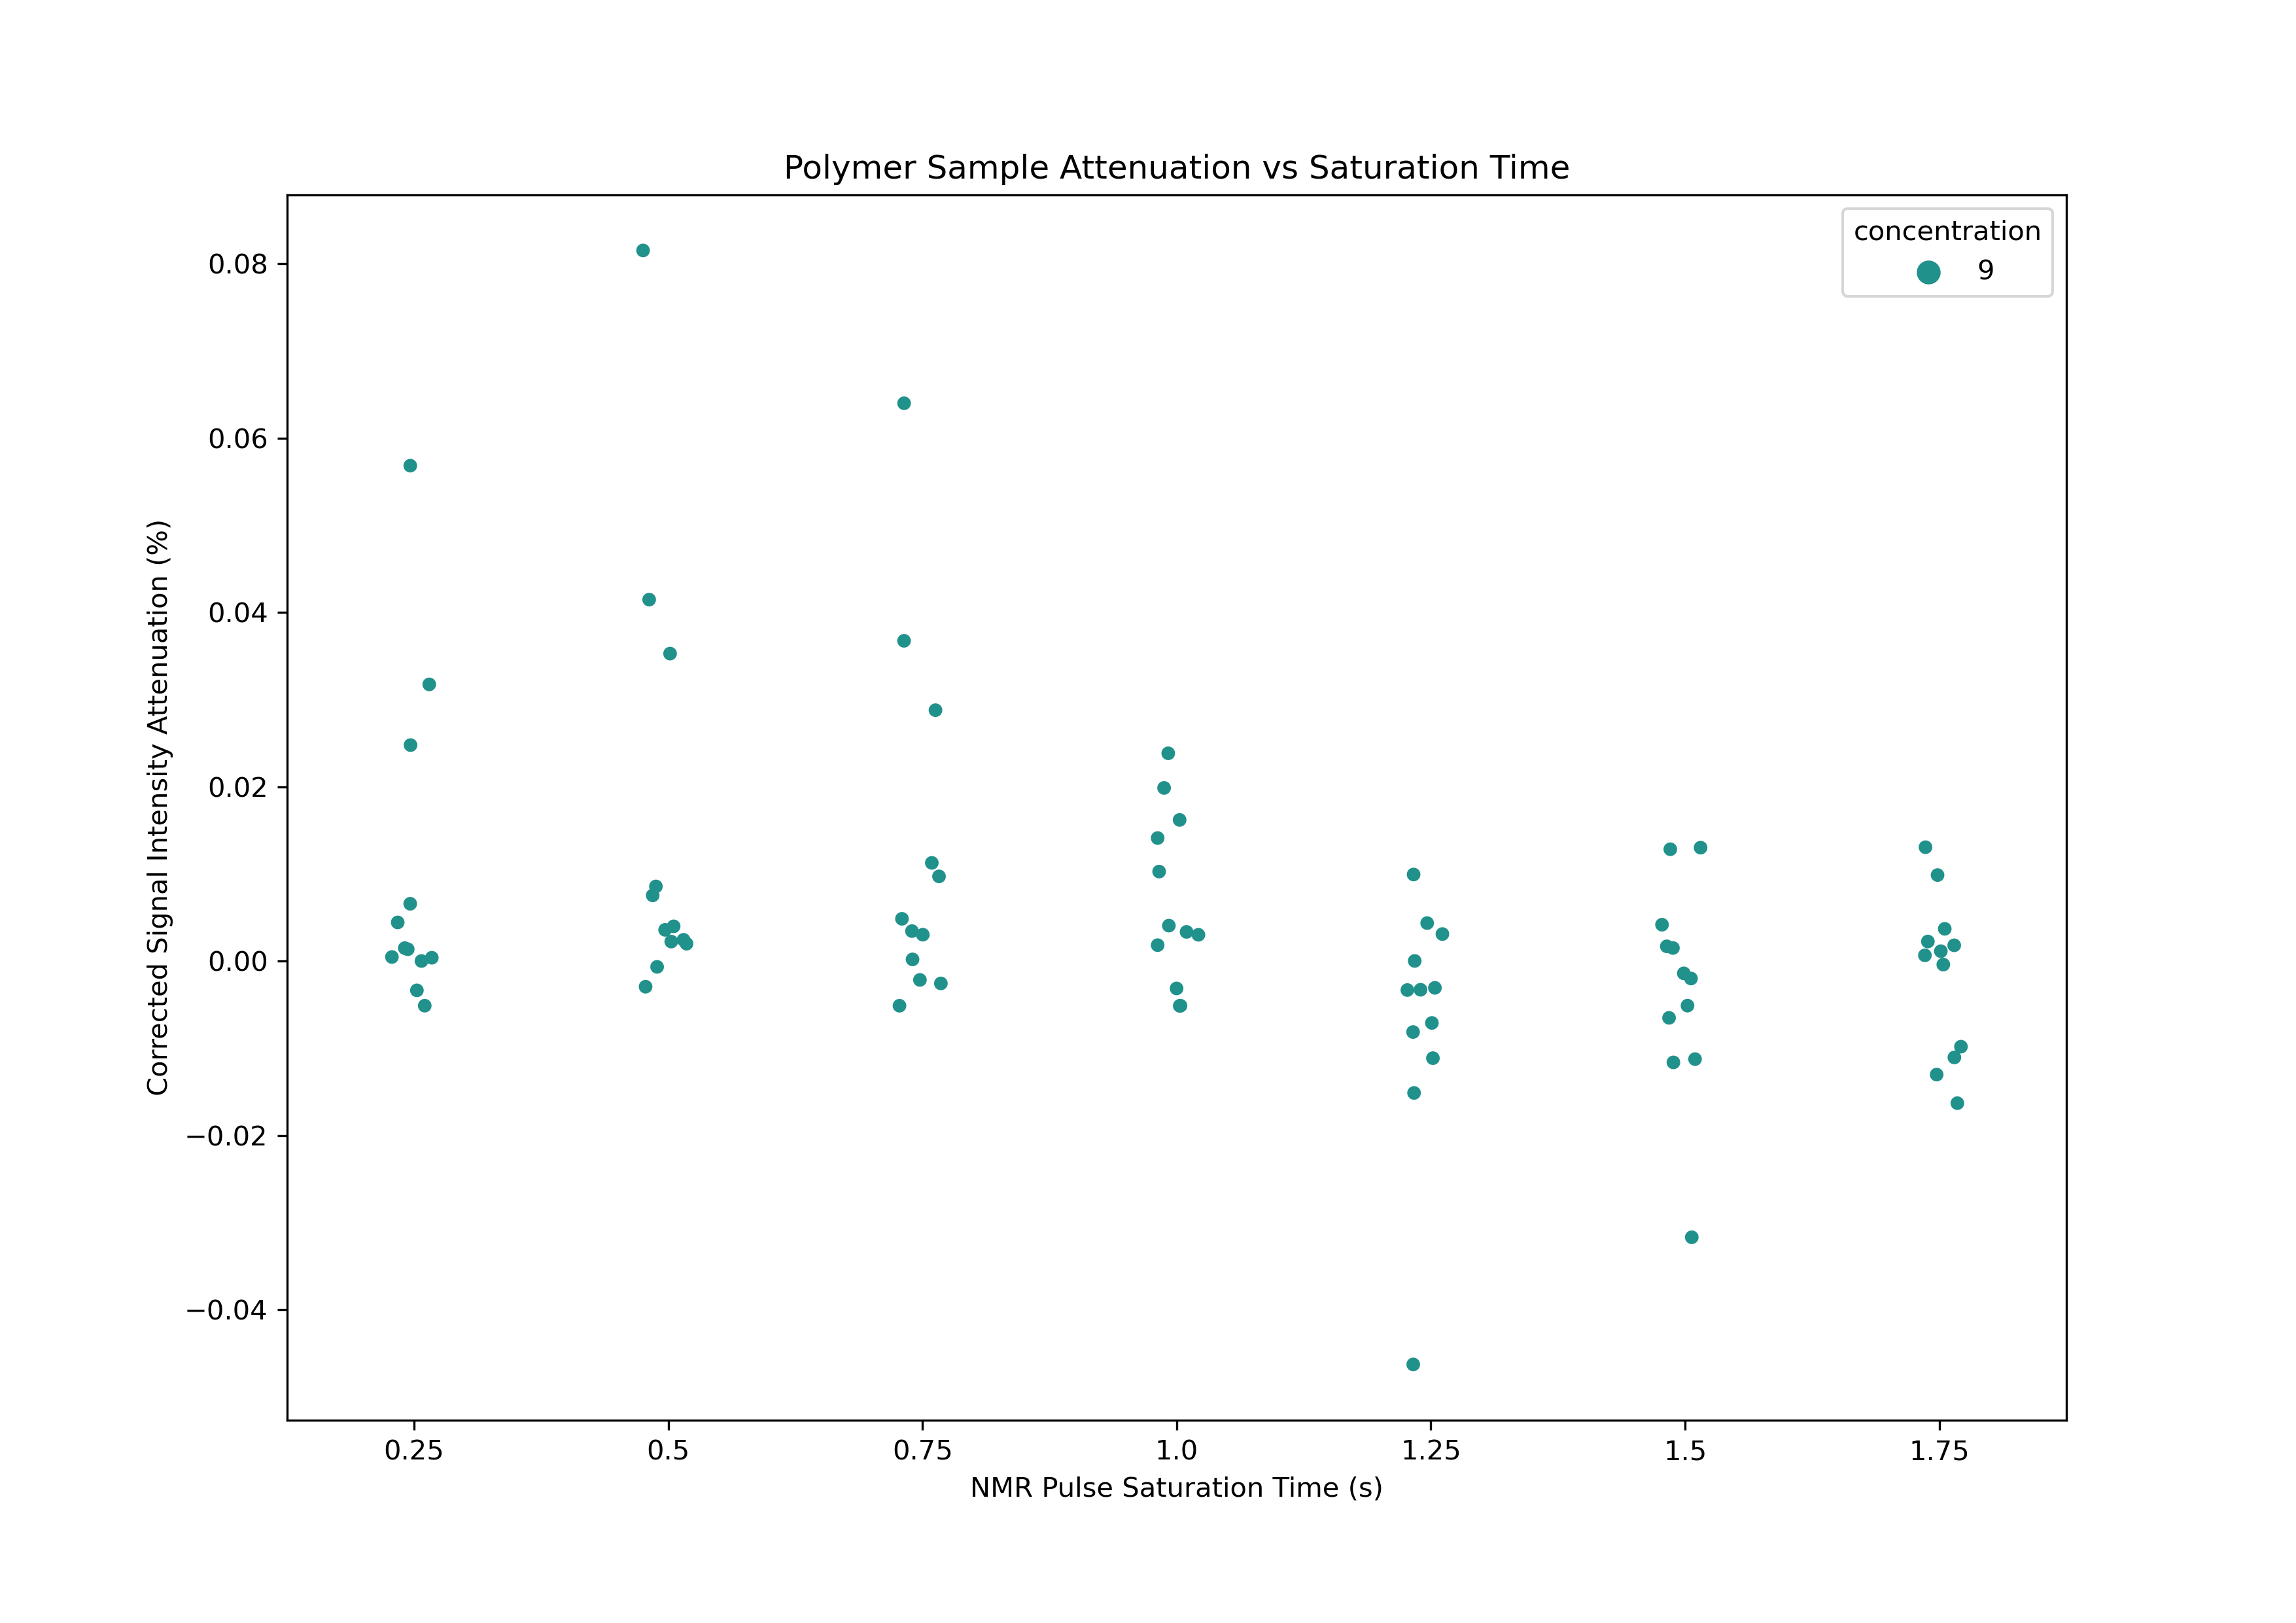 Polymer Sample Attenuation vs Saturation Time
concentration
9
0.08
0.06
0.04
0.02
0.00
−0.02
−0.04
Corrected Signal Intensity Attenuation (%)
0.25 0.5 0.75 1.0 1.25 1.5 1.75
NMR Pulse Saturation Time (s)